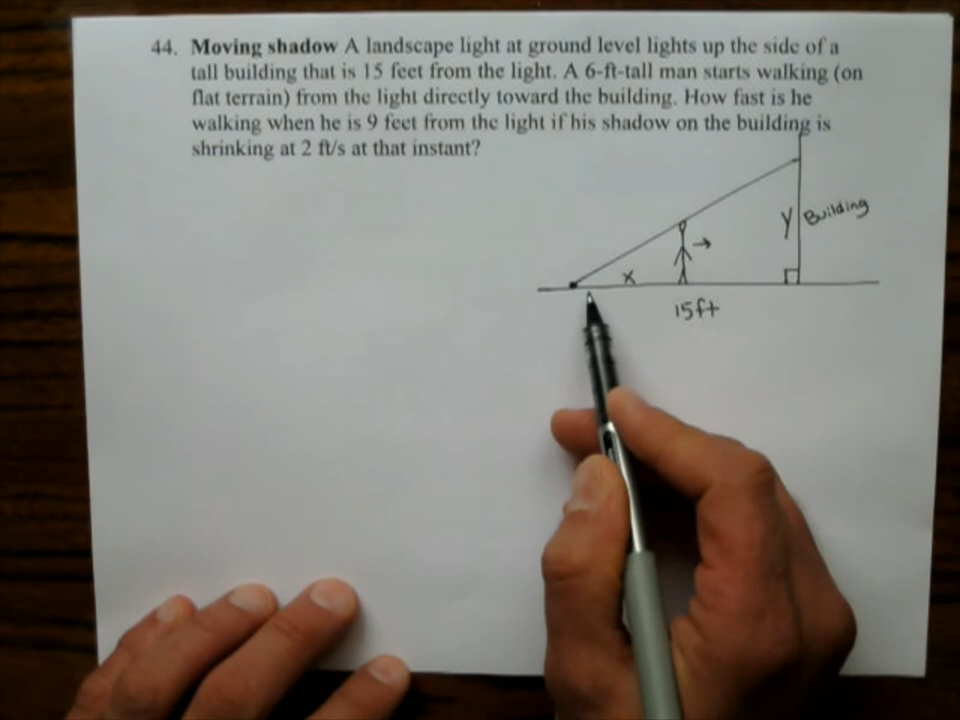 44. Moving shadow A landscape light at ground level lights up the side of a
tall building that is 15 feet from the light. A 6-ft-tall man starts walking (on
flat terrain) from the light directly toward the building. How fast is he
walking when he is 9 feet from the light if his shadow on the building is
shrinking at 2 ft/s at that instant?
y Building
x
15ft